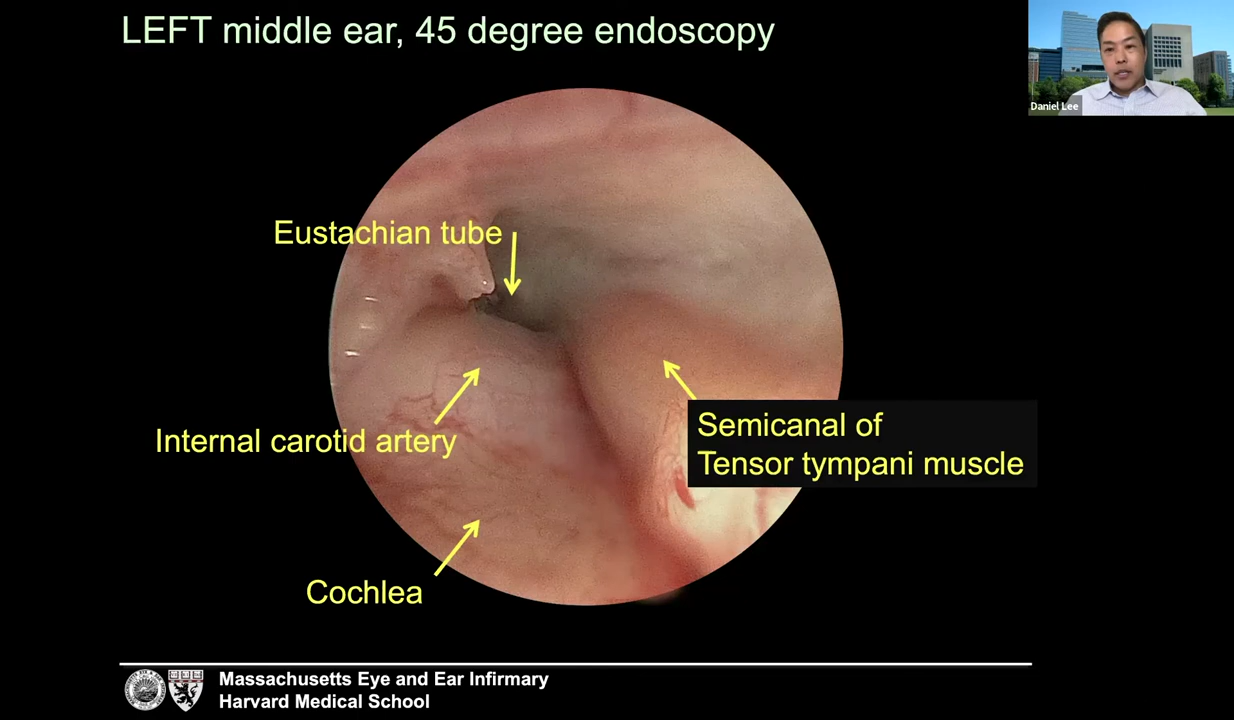 LEFT middle ear, 45 degree endoscopy
Daniel Lee
Eustachian tube
Internal carotid artery
Semicanal of
Tensor tympani muscle
Cochlea
Massachusetts Eye and Ear Infirmary
Harvard Medical School